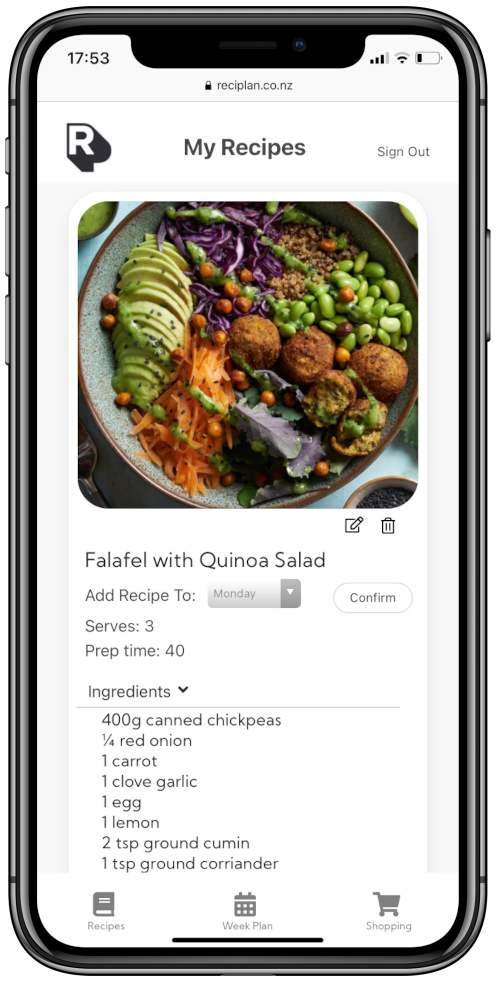 17:53
reciplan.co.nz
R
My Recipes
Sign Out
Falafel with Quinoa Salad
Add Recipe To: Monday Confirm
Serves: 3
Prep time: 40
Ingredients
400g canned chickpeas
¼ red onion
1 carrot
1 clove garlic
1 egg
1 lemon
2 tsp ground cumin
1 tsp ground corriander
Recipes Week Plan Shopping